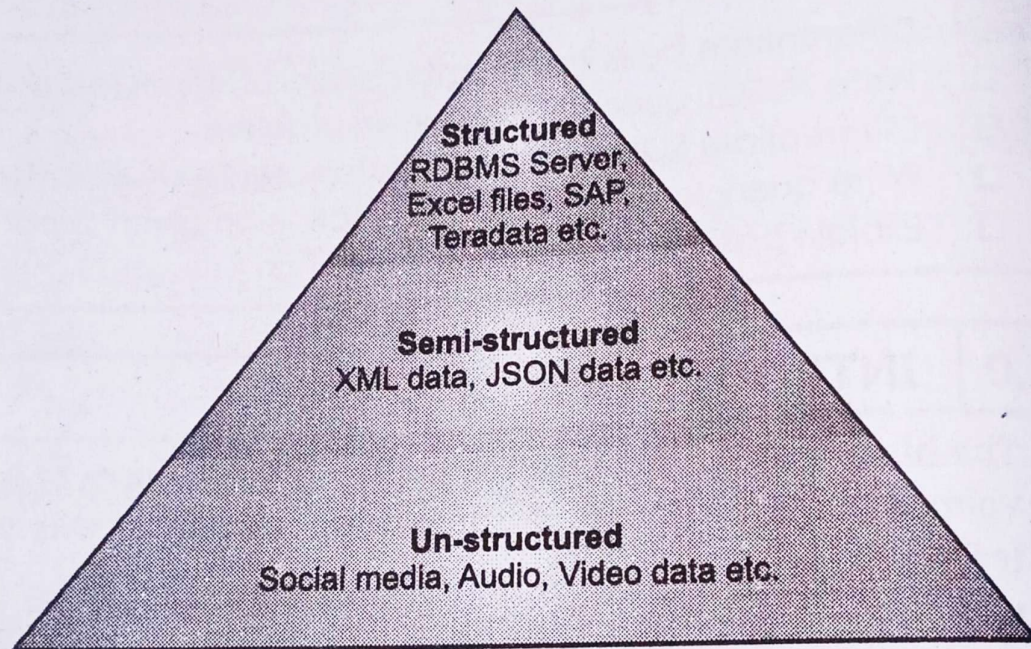 Structured
RDBMS Server,
Excel files, SAP,
Teradata etc.
Semi-structured
XML data, JSON data etc.
Un-structured
Social media, Audio, Video data etc.